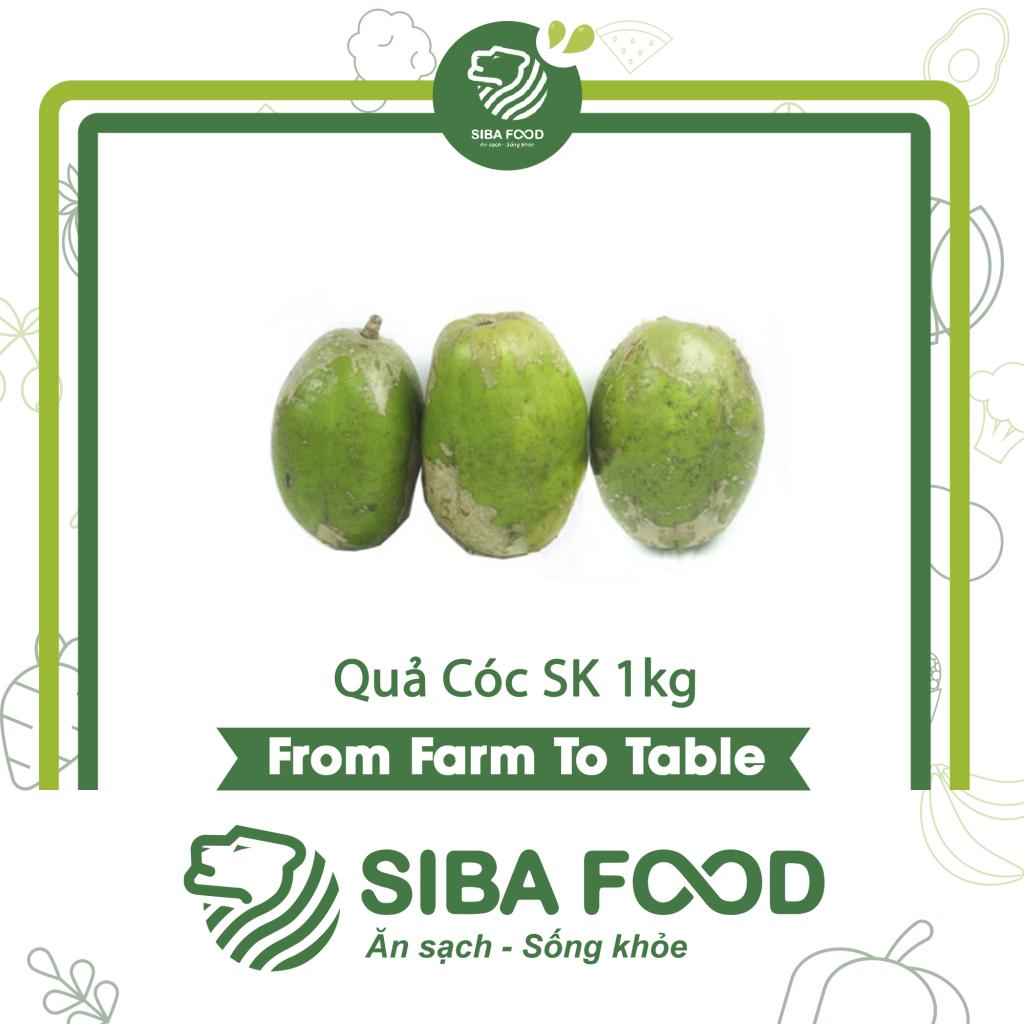 SIBA FOOD
Ăn sạch - Sống khỏe
Quả Cóc SK 1kg
From Farm To Table
SIBA FOOD
Ăn sạch - Sống khỏe